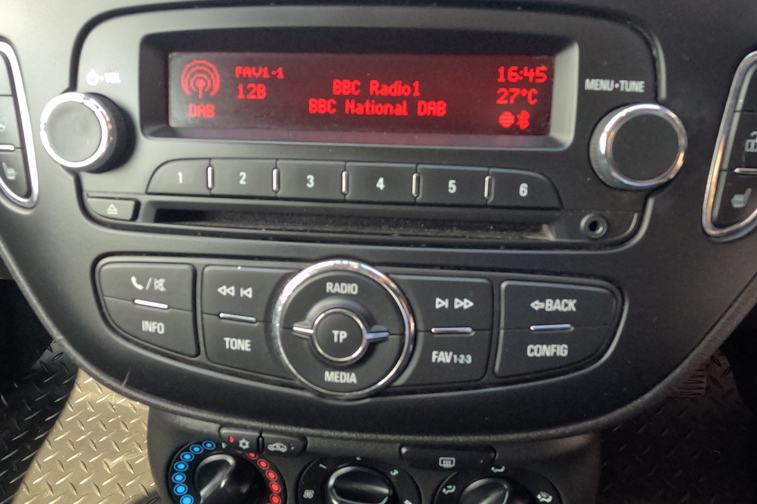 VOL
DAB
FAV1-1
12B
BBC Radio1
BBC National DAB
16:45
27°C
MENU•TUNE
1 2 3 4 5 6
INFO
TONE
RADIO
TP
MEDIA
FAV1-2-3
BACK
CONFIG